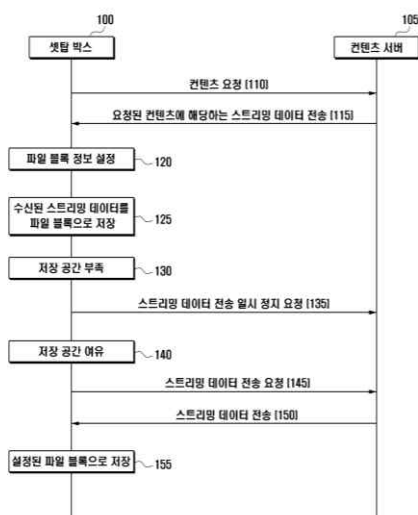 100
105
셋탑 박스
컨텐츠 서버
컨텐츠 요청 [110]
요청된 컨텐츠에 해당하는 스트리밍 데이터 전송 [115]
파일 블록 정보 설정
120
수신된 스트리밍 데이터를
파일 블록으로 저장
125
저장 공간 부족
130
스트리밍 데이터 전송 일시 정지 요청 [135]
저장 공간 여유
140
스트리밍 데이터 전송 요청 [145]
스트리밍 데이터 전송 [150]
설정된 파일 블록으로 저장
155